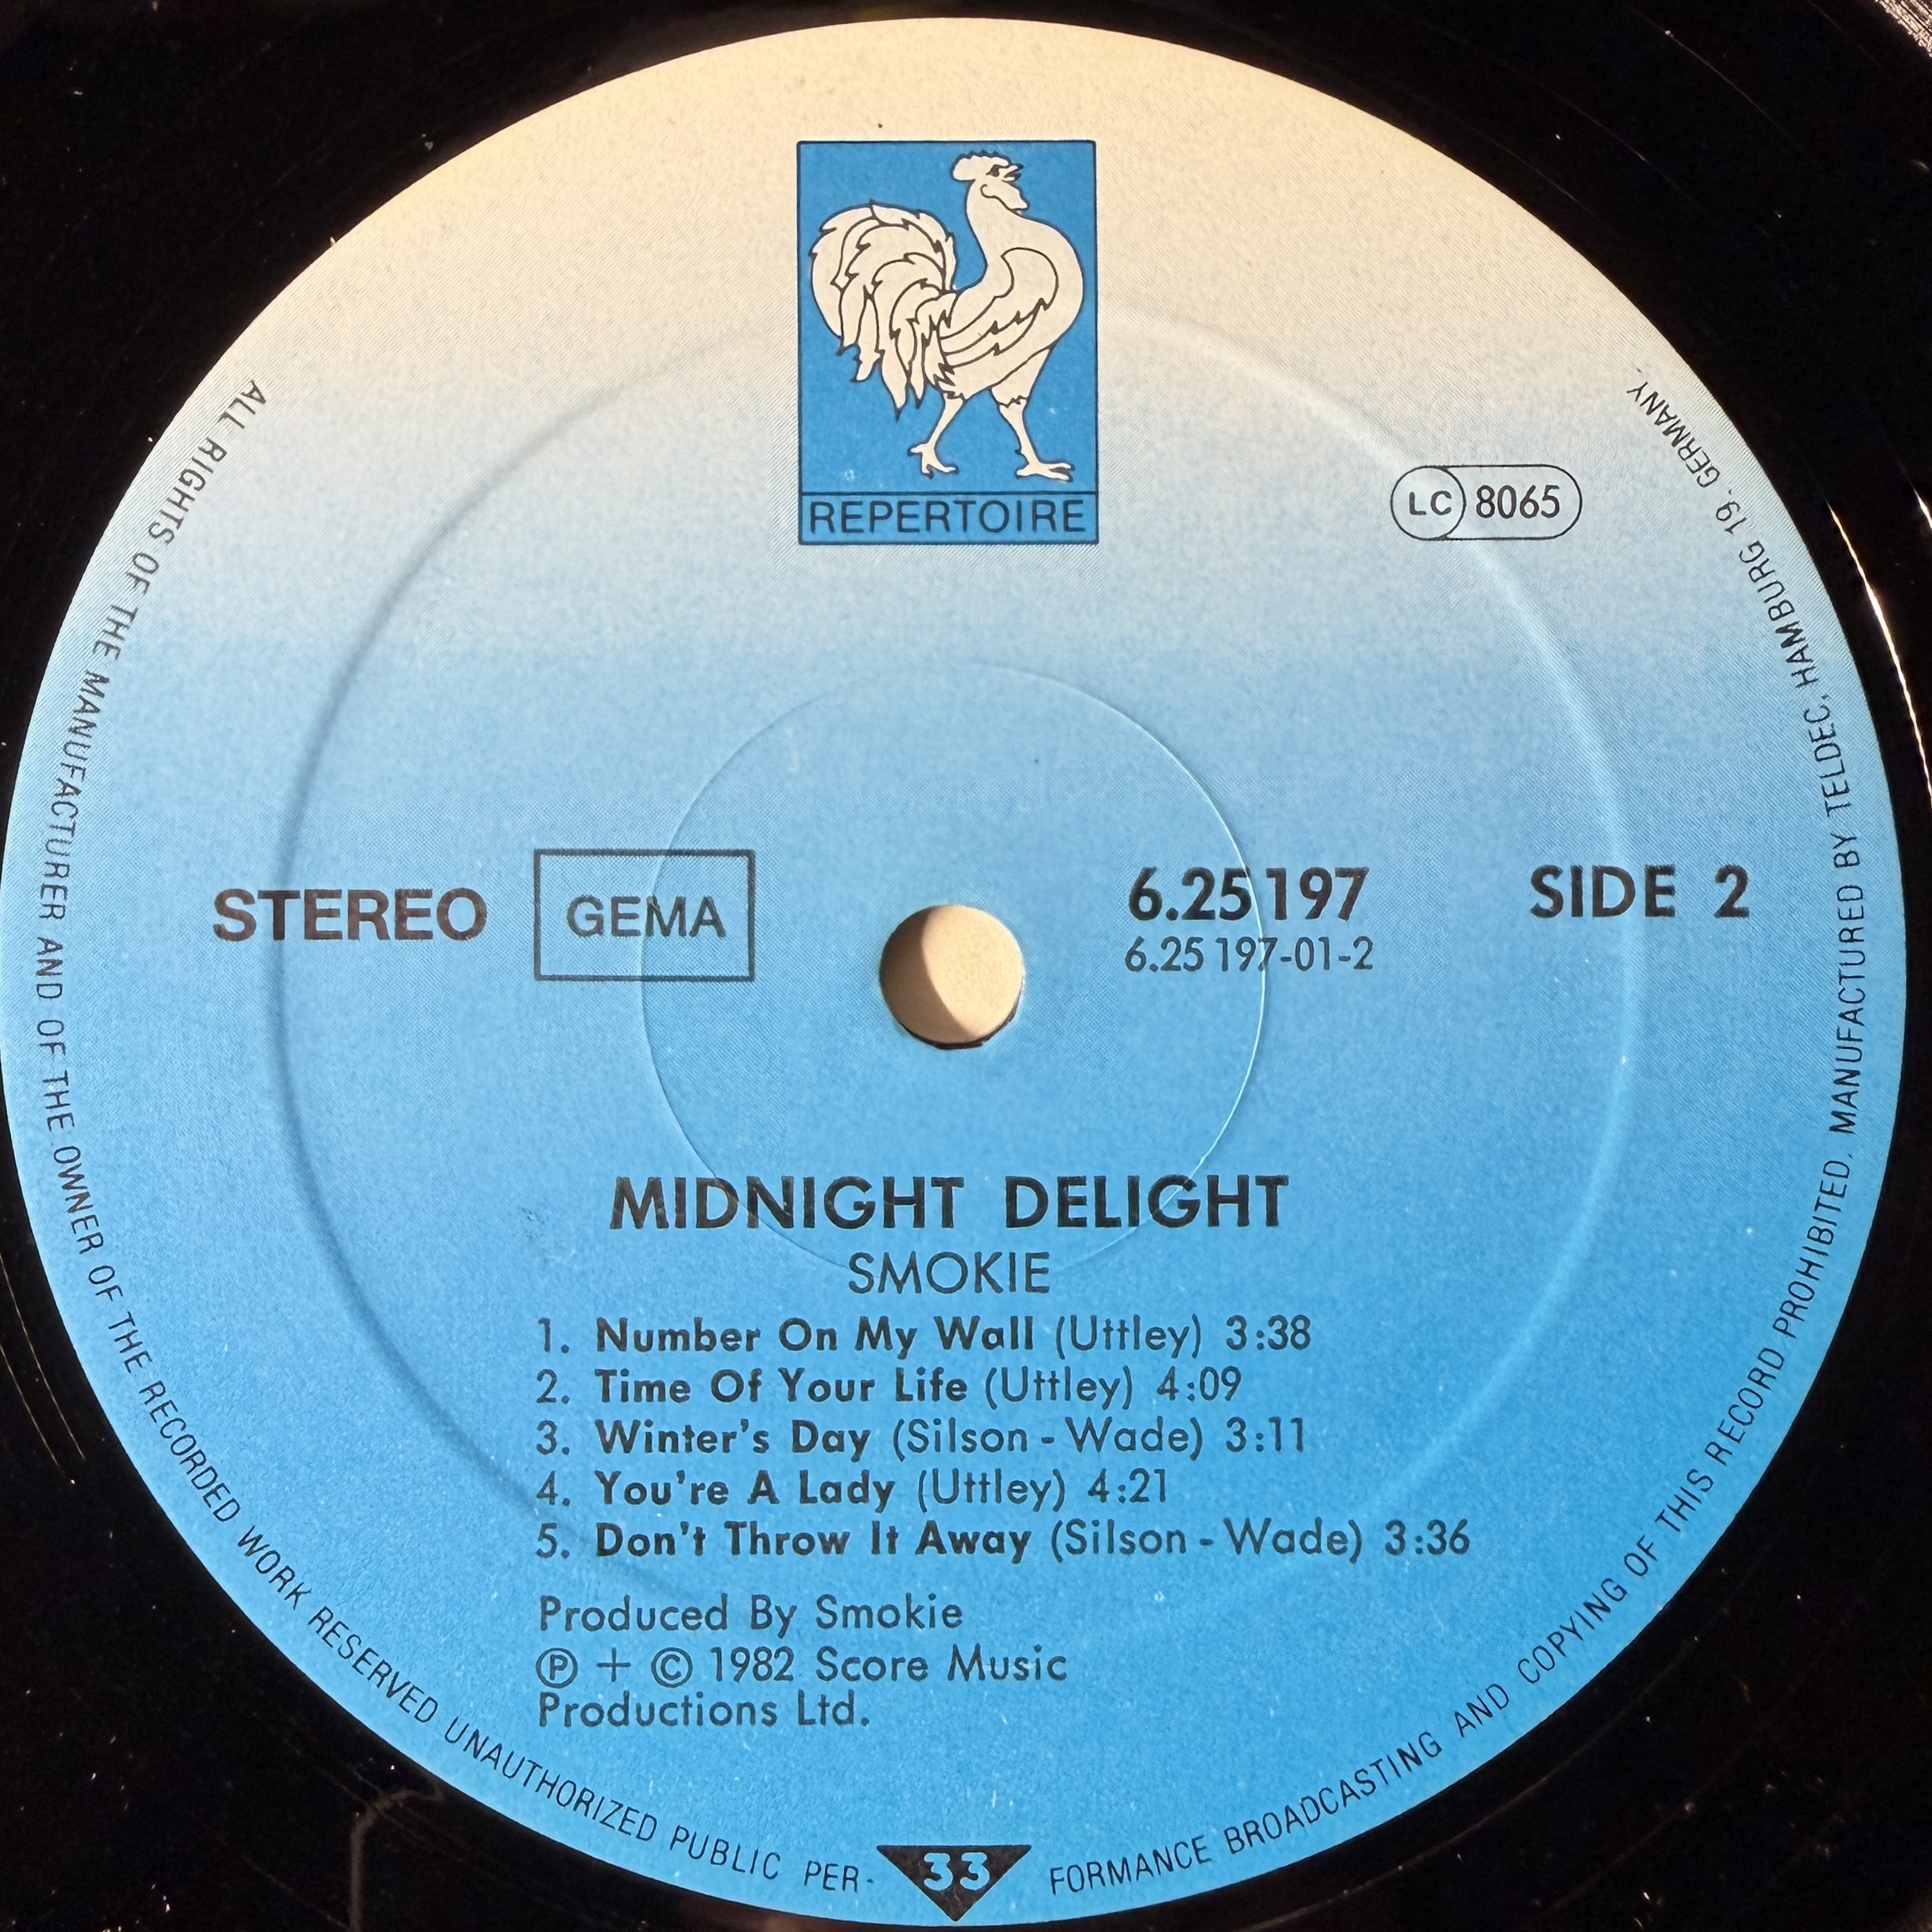 REPERTOIRE
LC 8065
STEREO
GEMA
6.25197
6.25197-01-2
SIDE 2
MIDNIGHT DELIGHT
SMOKIE
1. Number On My Wall (Uttley) 3:38
2. Time Of Your Life (Uttley) 4:09
3. Winter's Day (Silson - Wade) 3:11
4. You're A Lady (Uttley) 4:21
5. Don't Throw It Away (Silson - Wade) 3:36
Produced By Smokie
Ⓟ + © 1982 Score Music
Productions Ltd.
ALL RIGHTS OF THE MANUFACTURER AND OF THE OWNER OF THE RECORDED WORK RESERVED UNAUTHORIZED PUBLIC PER-
33
FORMANCE BROADCASTING AND COPYING OF THIS RECORD PROHIBITED. MANUFACTURED BY TELDEC, HAMBURG 19, GERMANY